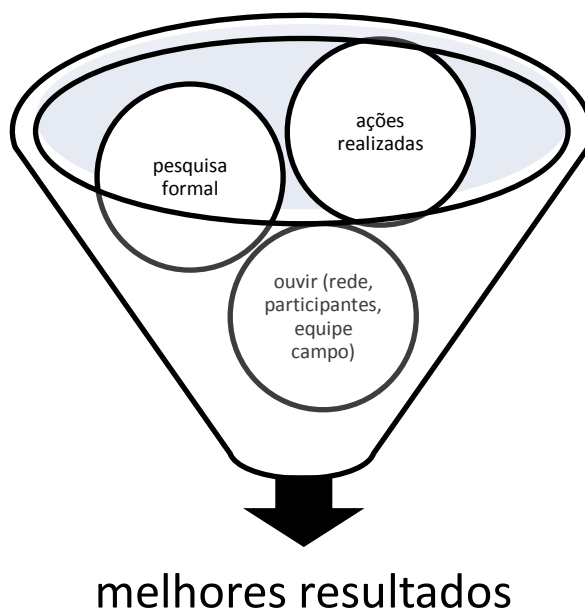 ações
realizadas
pesquisa
formal
ouvir (rede,
participantes,
equipe
campo)
melhores resultados